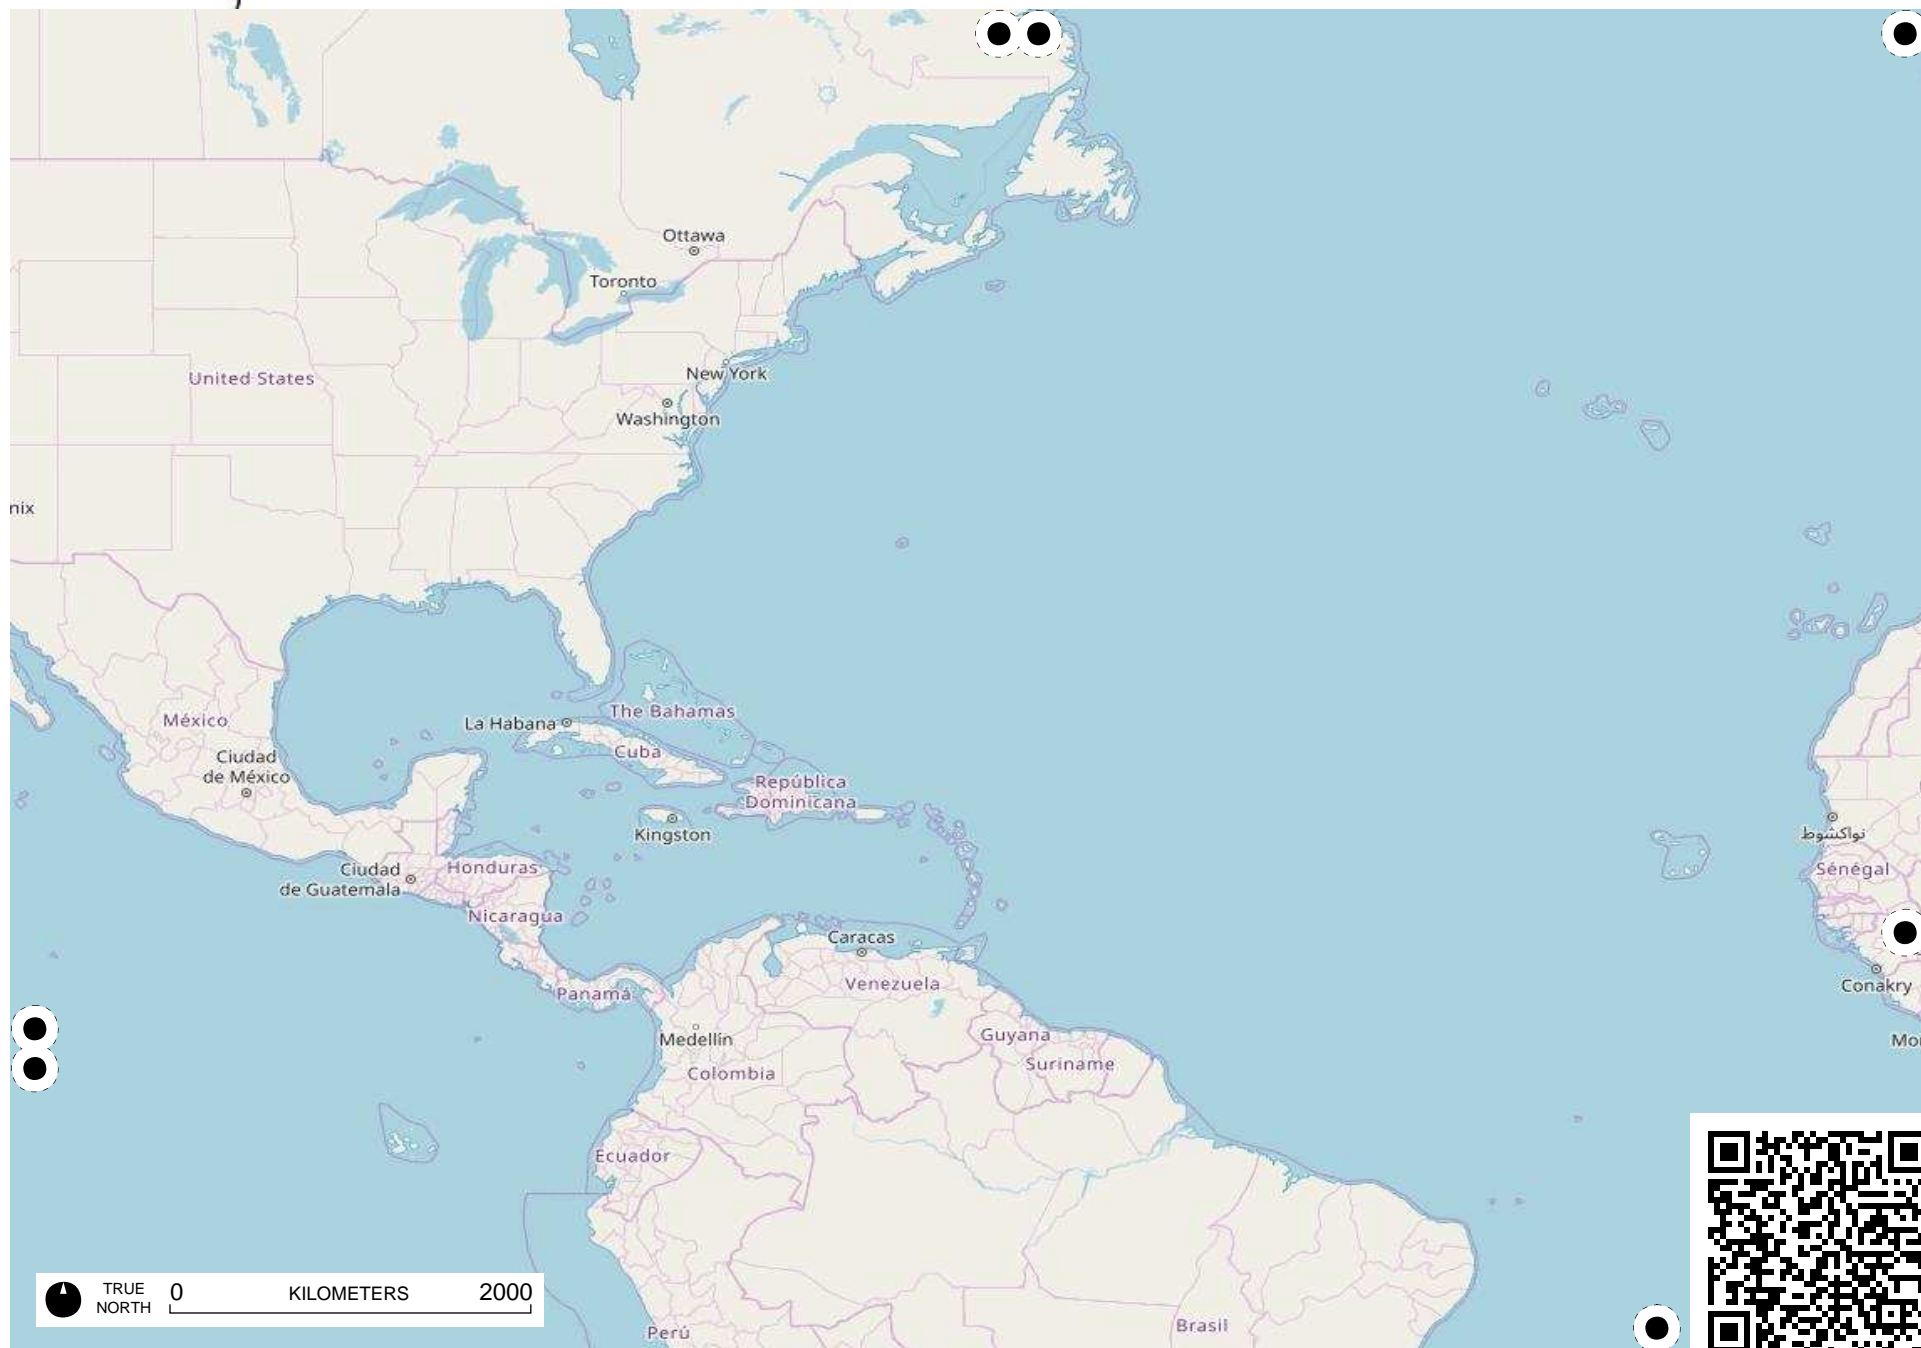 Ottawa
Toronto
New York
United States
Washington
nix
The Bahamas
La Habana
México
Cuba
Ciudad
de México
República
Dominicana
Kingston
نواكشوط
Sénégal
Ciudad
de Guatemala
Honduras
Nicaragua
Caracas
Venezuela
Conakry
Panamá
Guyana
Medellín
Mo
Suriname
Colombia
Ecuador
TRUE
NORTH
0 KILOMETERS 2000
Brasil
Perú